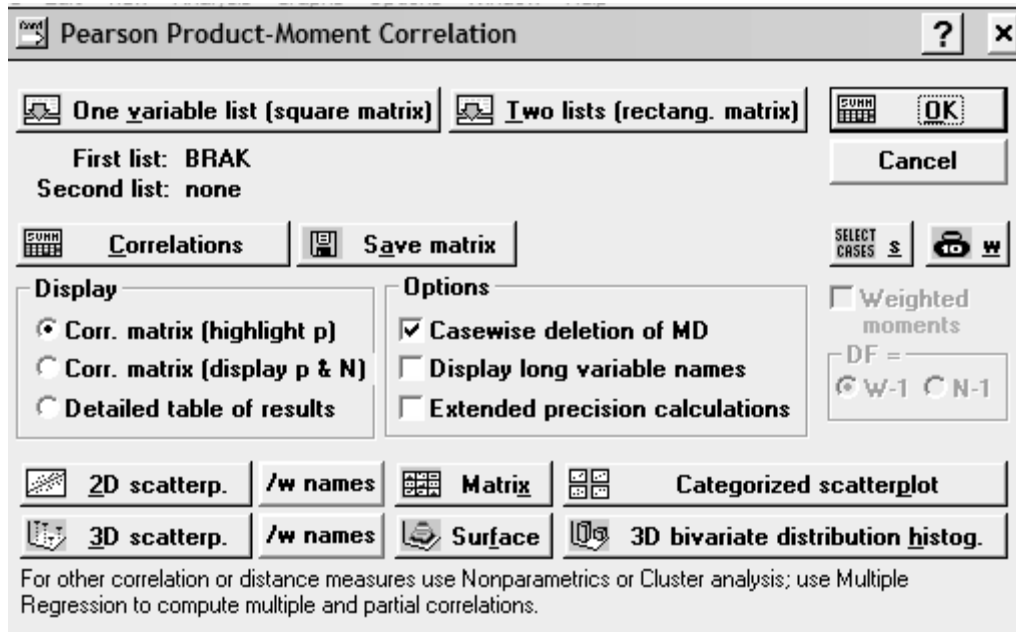 Pearson Product-Moment Correlation ? ×
One variable list (square matrix) Two lists (rectang. matrix) SUMM OK
First list: BRAK Cancel
Second list: none
SUMM Correlations Save matrix SELECT CASES s 10 w
Display Options Weighted moments
Corr. matrix (highlight p) Casewise deletion of MD
Corr. matrix (display p & N) Display long variable names DF =
Detailed table of results Extended precision calculations W-1 N-1
2D scatterp. /w names Matrix Categorized scatterplot
3D scatterp. /w names Surface 3D bivariate distribution histog.
For other correlation or distance measures use Nonparametrics or Cluster analysis; use Multiple
Regression to compute multiple and partial correlations.